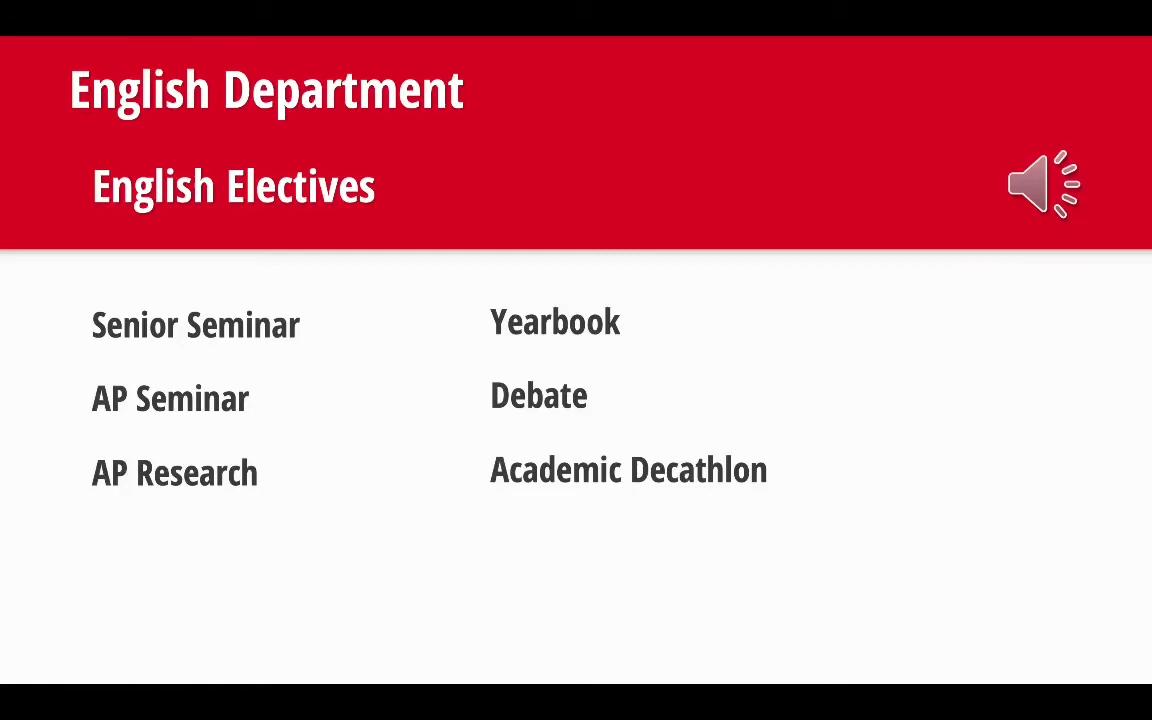 English Department
English Electives
Senior Seminar
AP Seminar
AP Research
Yearbook
Debate
Academic Decathlon